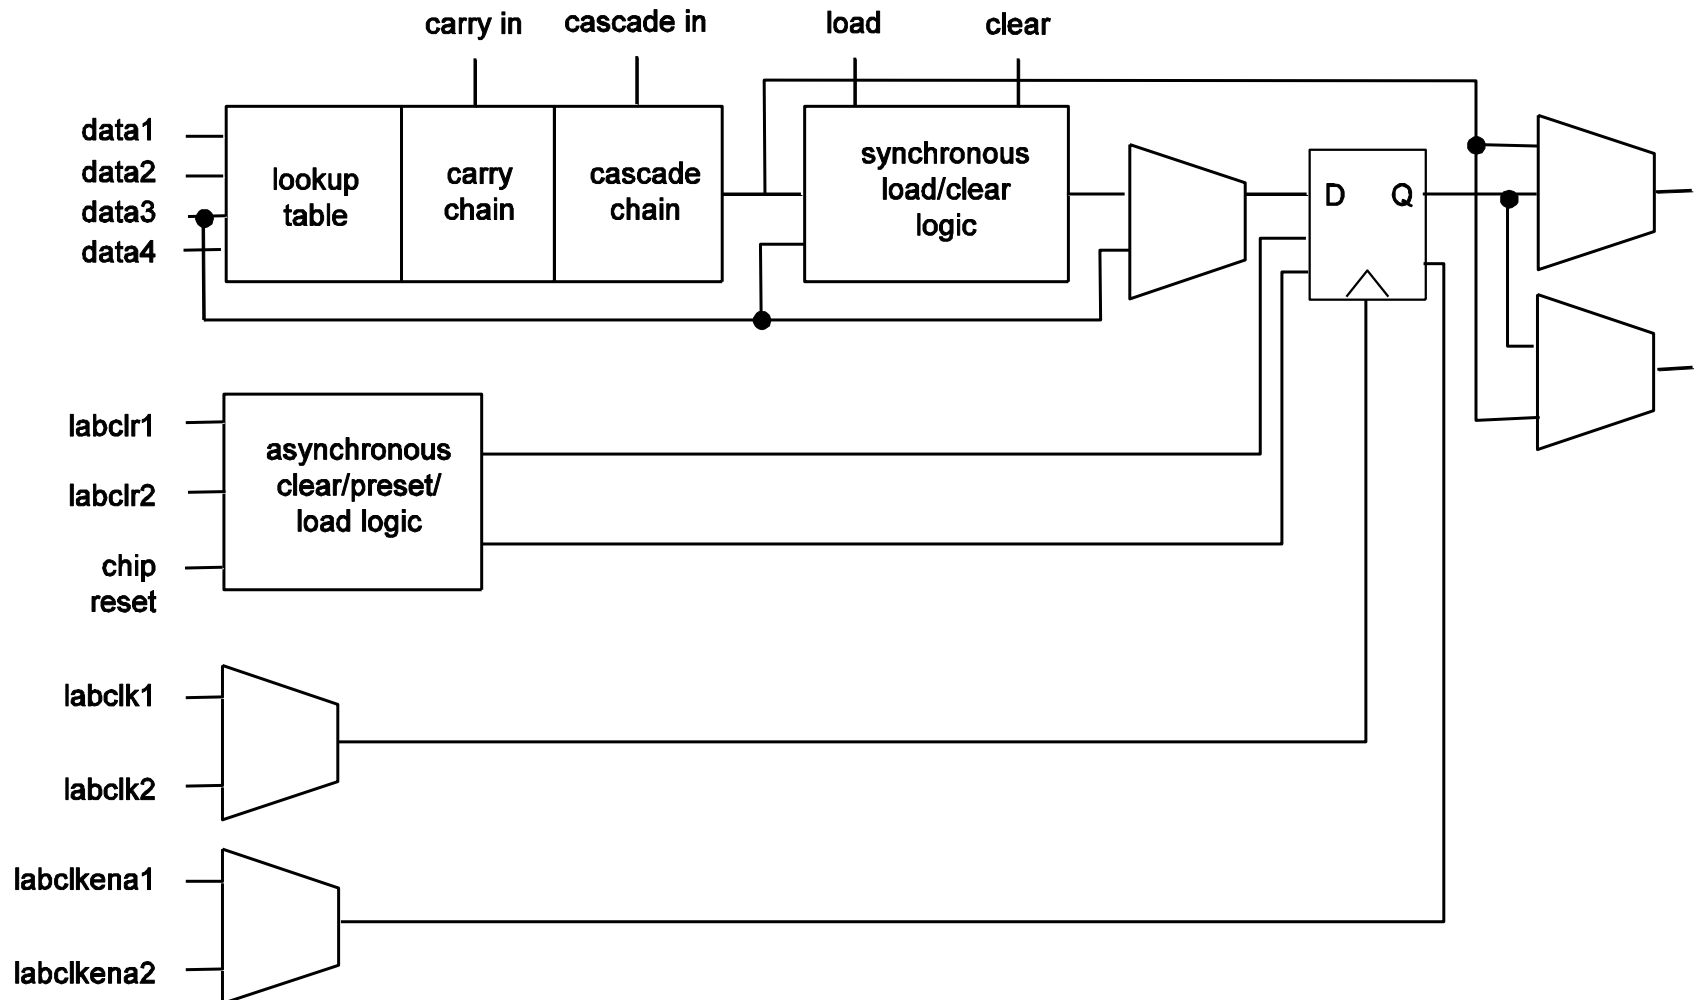 carry in
cascade in
load
clear
data1
data2
data3
data4
lookup
table
carry
chain
cascade
chain
synchronous
load/clear
logic
D
Q
labclr1
labclr2
chip
reset
asynchronous
clear/preset/
load logic
labclk1
labclk2
labclkena1
labclkena2